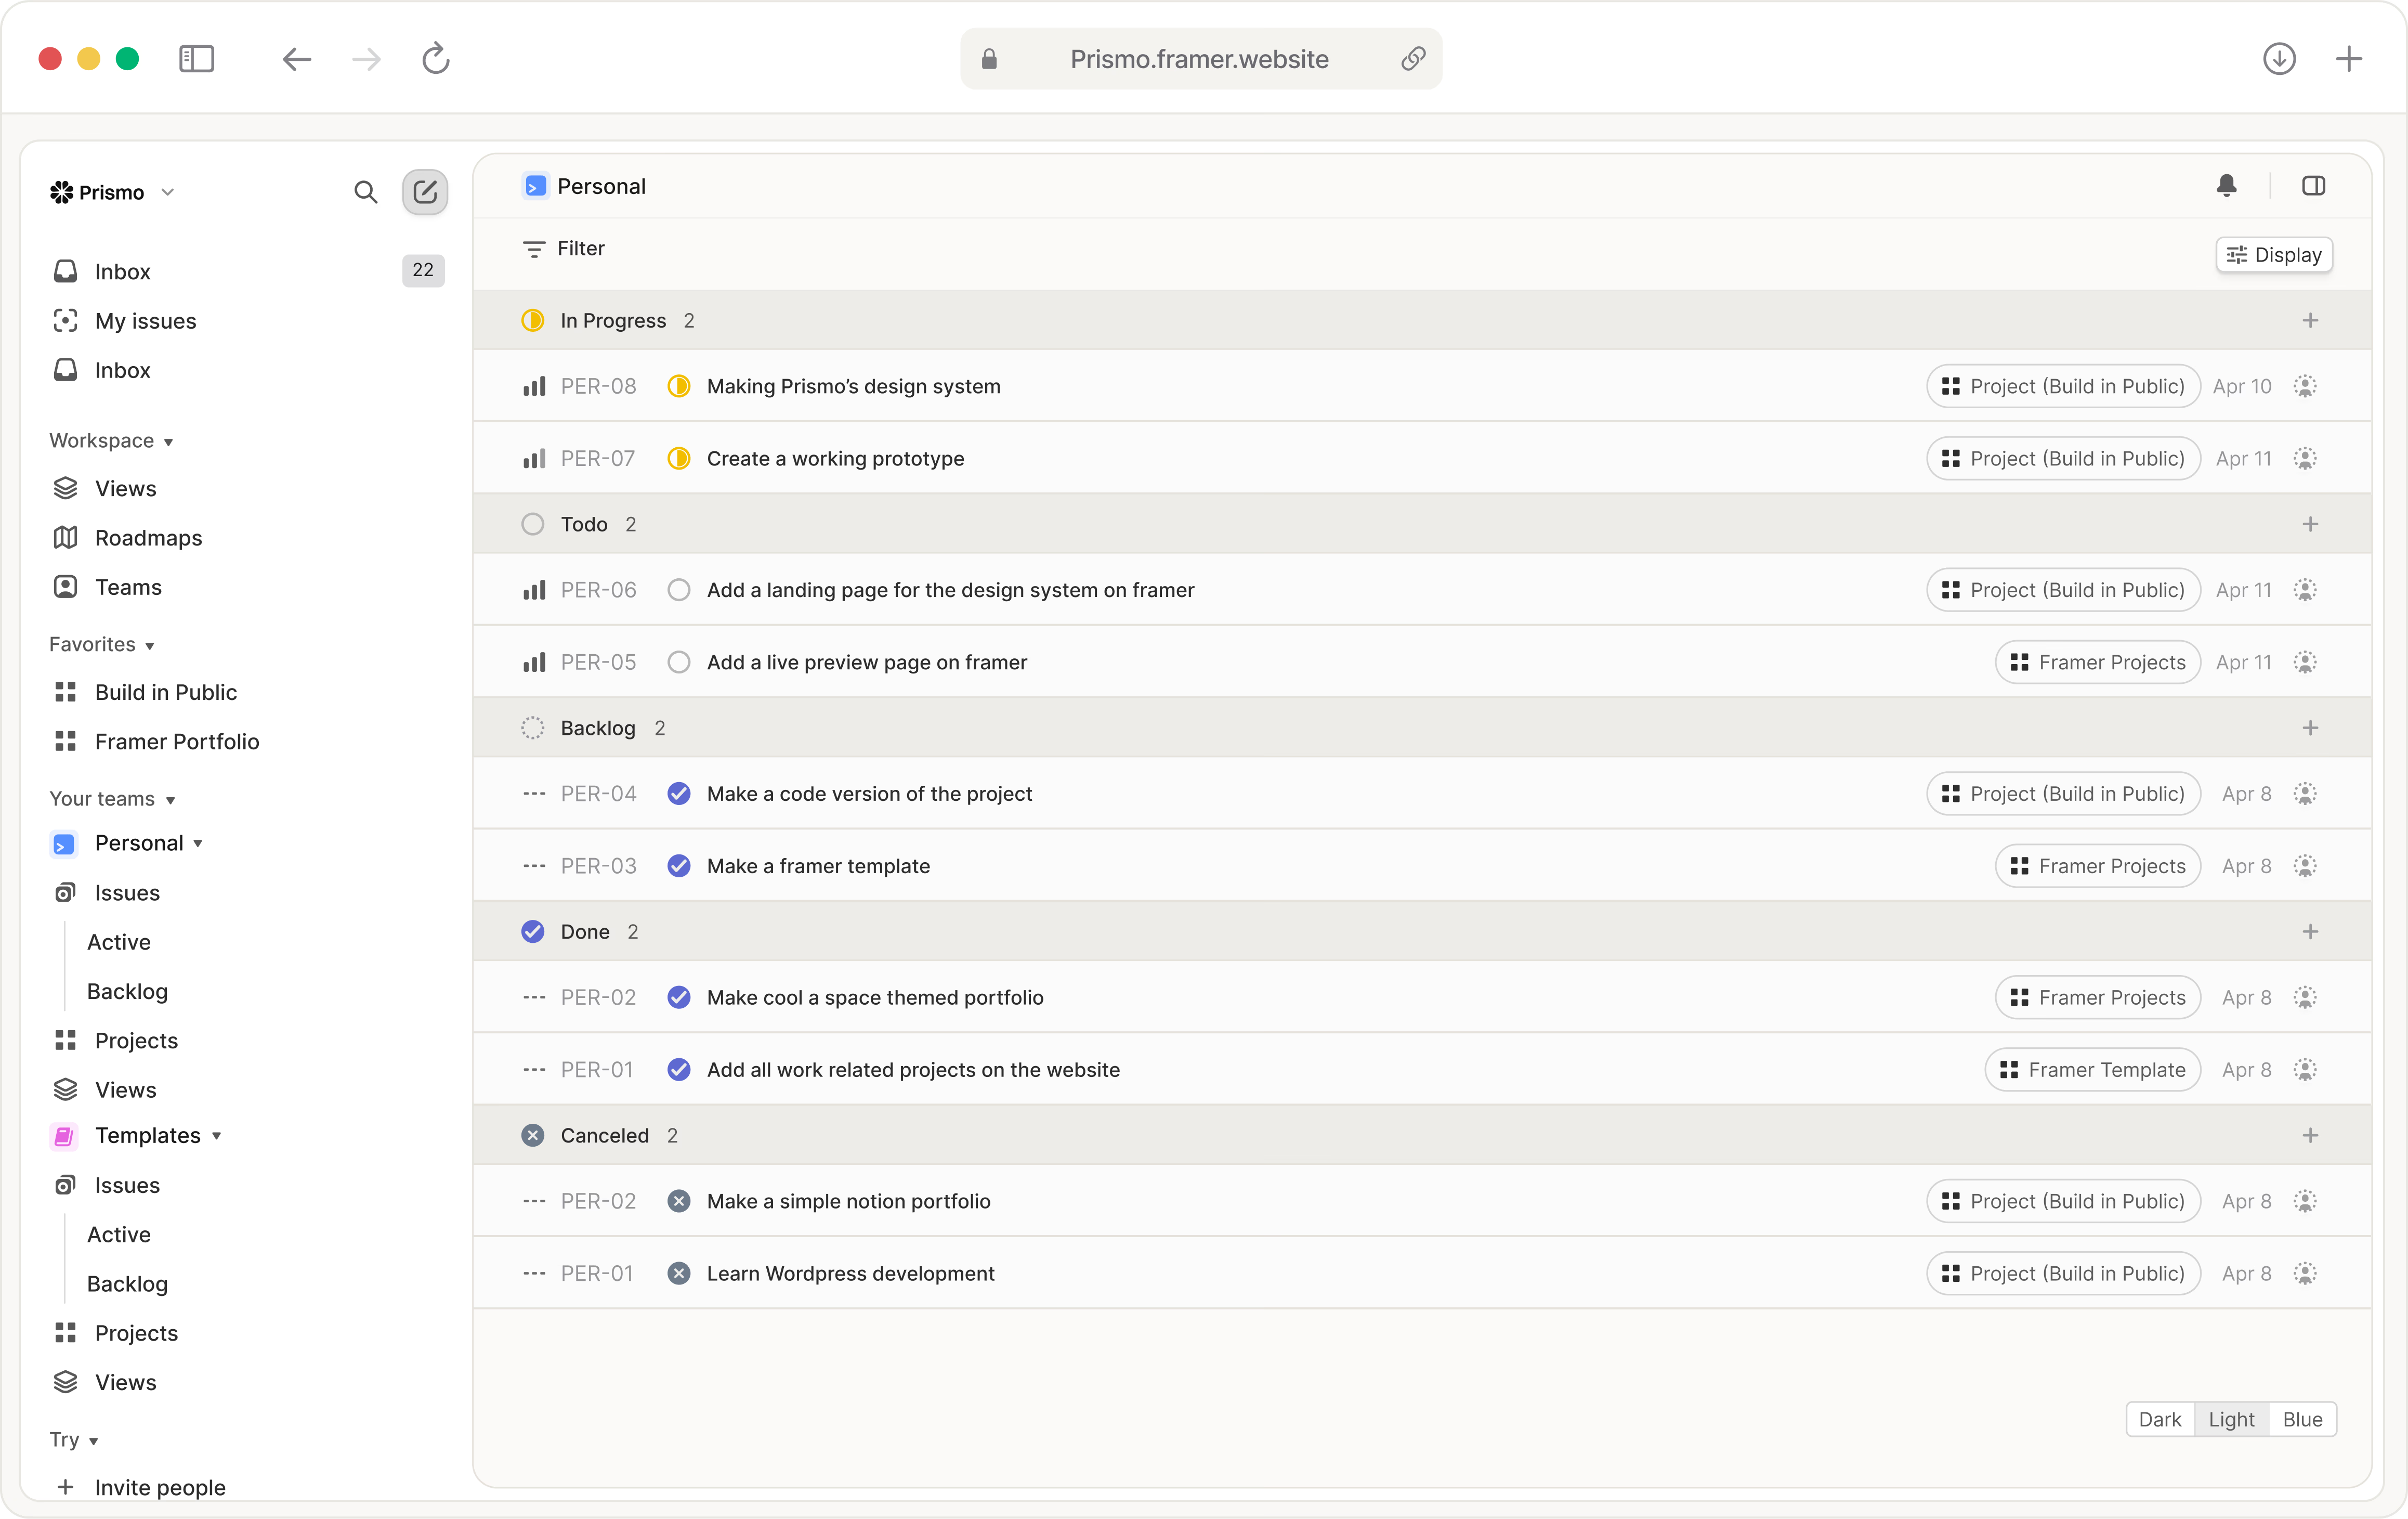 Prismo.framer.website
Prismo
Inbox 22
My issues
Inbox
Workspace
Views
Roadmaps
Teams
Favorites
Build in Public
Framer Portfolio
Your teams
Personal
Issues
Active
Backlog
Projects
Views
Templates
Issues
Active
Backlog
Projects
Views
Try
Invite people
Personal
Filter
Display
In Progress 2
PER-08 Making Prismo’s design system Project (Build in Public) Apr 10
PER-07 Create a working prototype Project (Build in Public) Apr 11
Todo 2
PER-06 Add a landing page for the design system on framer Project (Build in Public) Apr 11
PER-05 Add a live preview page on framer Framer Projects Apr 11
Backlog 2
PER-04 Make a code version of the project Project (Build in Public) Apr 8
PER-03 Make a framer template Framer Projects Apr 8
Done 2
PER-02 Make cool a space themed portfolio Framer Projects Apr 8
PER-01 Add all work related projects on the website Framer Template Apr 8
Canceled 2
PER-02 Make a simple notion portfolio Project (Build in Public) Apr 8
PER-01 Learn Wordpress development Project (Build in Public) Apr 8
Dark Light Blue